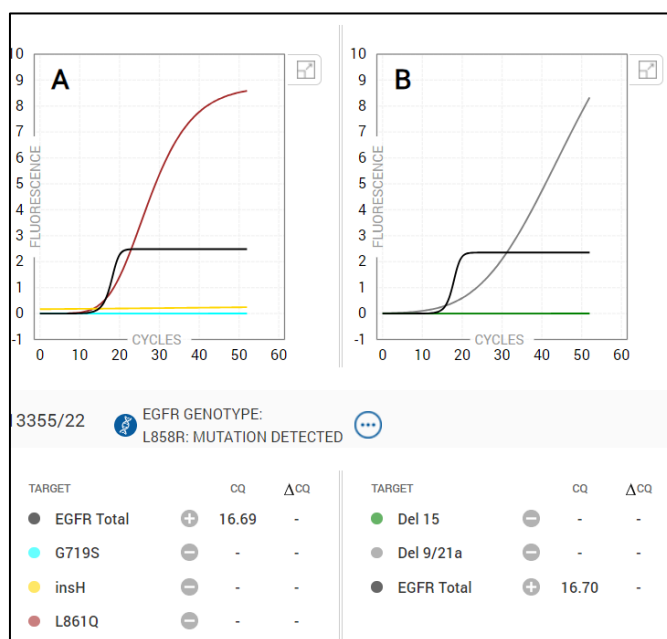 A
10
9
8
7
6
5
4
3
2
1
0
-1
FLUORESCENCE
CYCLES
0 10 20 30 40 50 60
B
10
9
8
7
6
5
4
3
2
1
0
-1
FLUORESCENCE
CYCLES
0 10 20 30 40 50 60
13355/22
EGFR GENOTYPE:
L858R: MUTATION DETECTED
TARGET CQ ΔCQ
EGFR Total + 16.69 -
G719S - - -
insH - - -
L861Q - - -
TARGET CQ ΔCQ
Del 15 - - -
Del 9/21a - - -
EGFR Total + 16.70 -